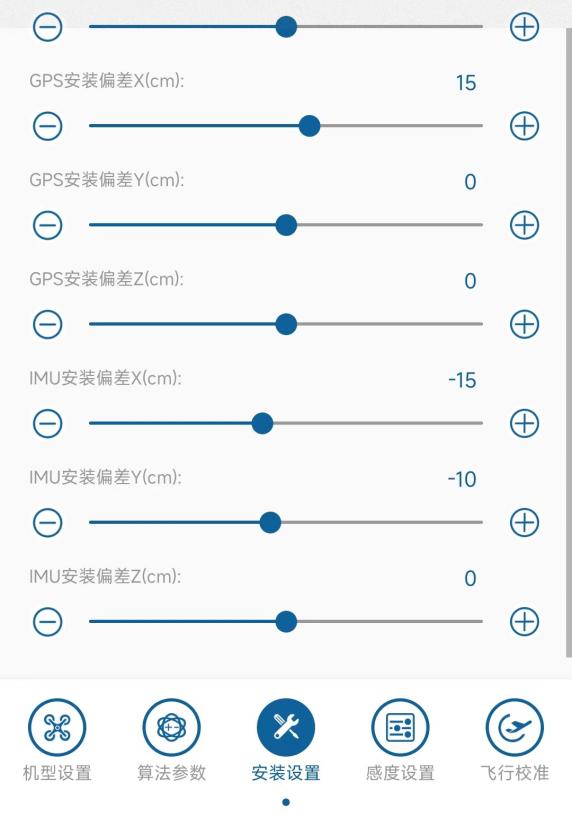 GPS安装偏差X(cm):
15
GPS安装偏差Y(cm):
0
GPS安装偏差Z(cm):
0
IMU安装偏差X(cm):
-15
IMU安装偏差Y(cm):
-10
IMU安装偏差Z(cm):
0
机型设置
算法参数
安装设置
感度设置
飞行校准